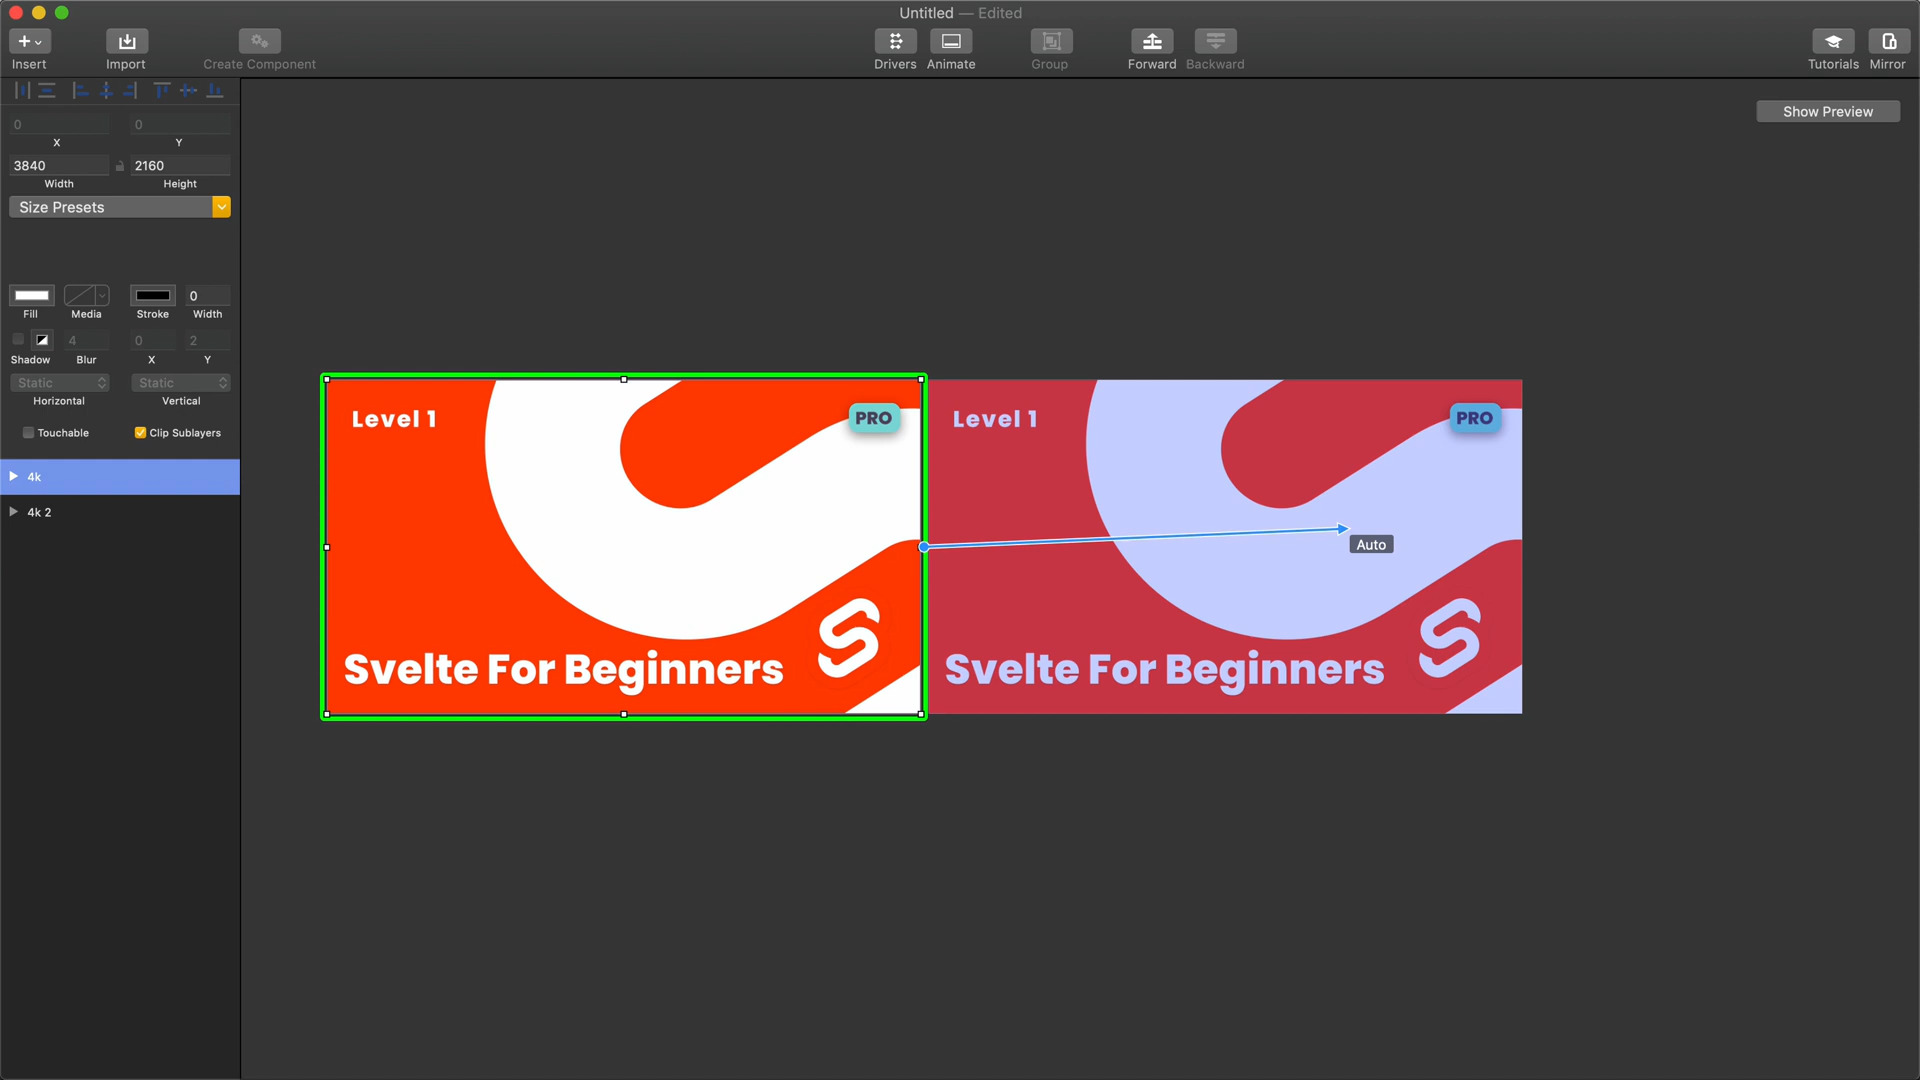 Untitled — Edited
Insert
Import
Create Component
Drivers
Animate
Group
Forward
Backward
Tutorials
Mirror
Show Preview
0
0
X
Y
3840
2160
Width
Height
Size Presets
0
Fill
Media
Stroke
Width
4
0
2
Shadow
Blur
X
Y
Static
Static
Horizontal
Vertical
Touchable
Clip Sublayers
4k
4k 2
Level 1
PRO
Svelte For Beginners
Level 1
PRO
Auto
Svelte For Beginners